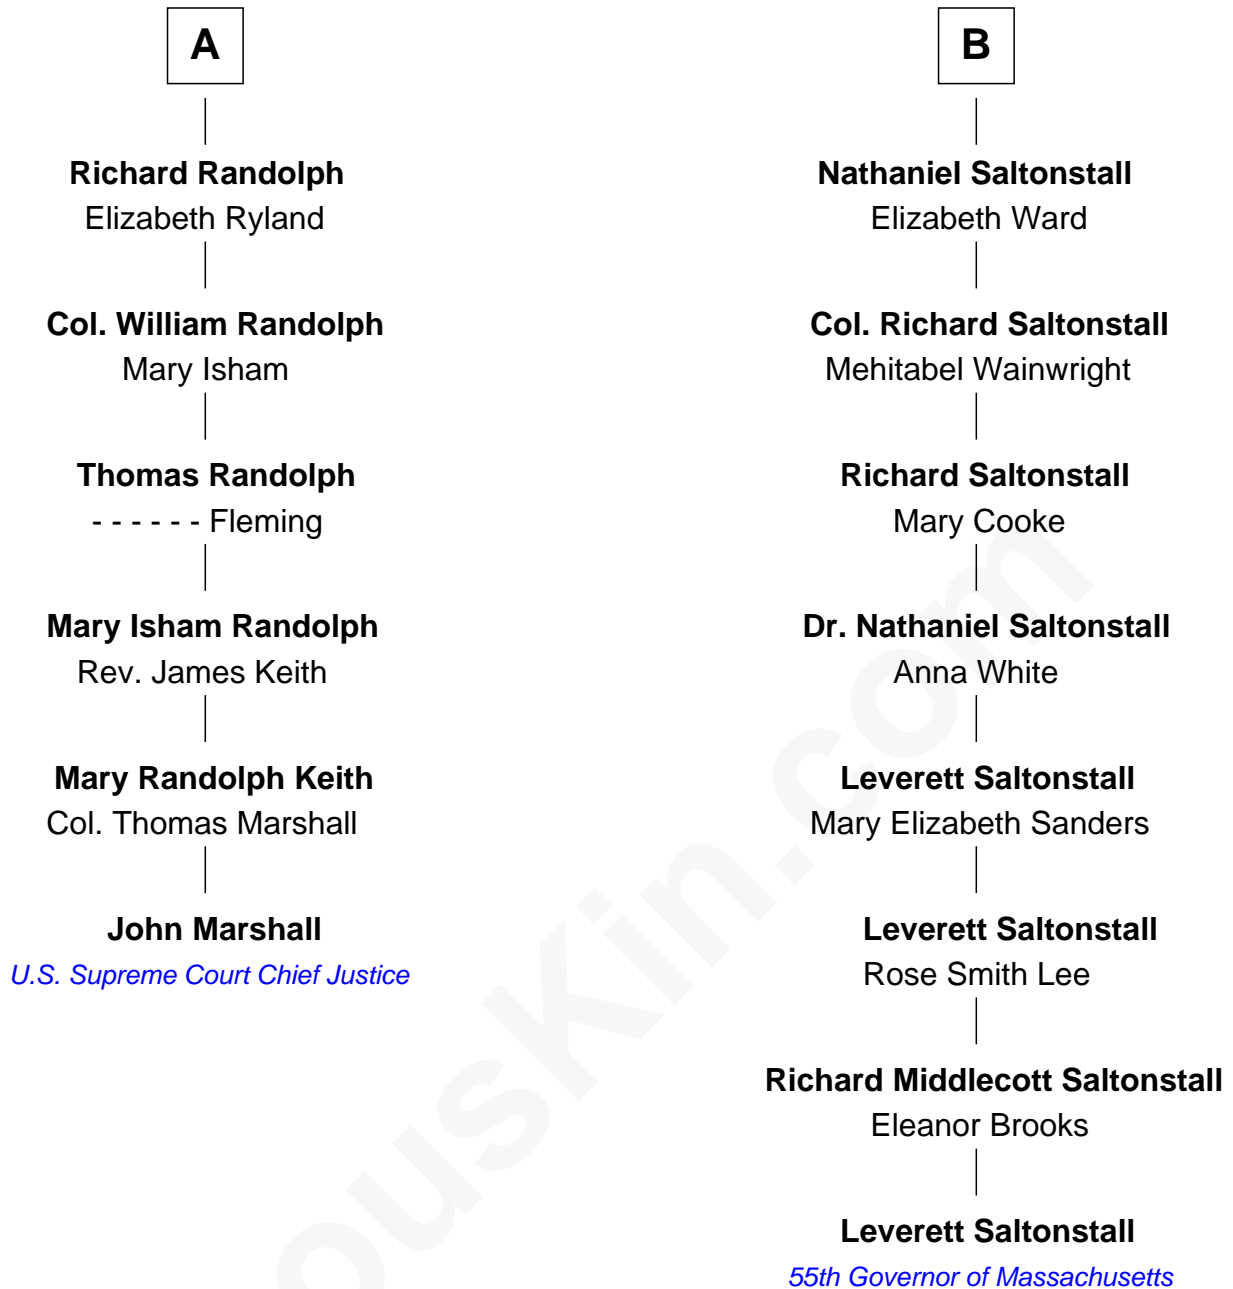 A
Richard Randolph
Elizabeth Ryland
Col. William Randolph
Mary Isham
Thomas Randolph
- - - - - - Fleming
Mary Isham Randolph
Rev. James Keith
Mary Randolph Keith
Col. Thomas Marshall
John Marshall
U.S. Supreme Court Chief Justice
B
Nathaniel Saltonstall
Elizabeth Ward
Col. Richard Saltonstall
Mehitabel Wainwright
Richard Saltonstall
Mary Cooke
Dr. Nathaniel Saltonstall
Anna White
Leverett Saltonstall
Mary Elizabeth Sanders
Leverett Saltonstall
Rose Smith Lee
Richard Middlecott Saltonstall
Eleanor Brooks
Leverett Saltonstall
55th Governor of Massachusetts
ousKin.com